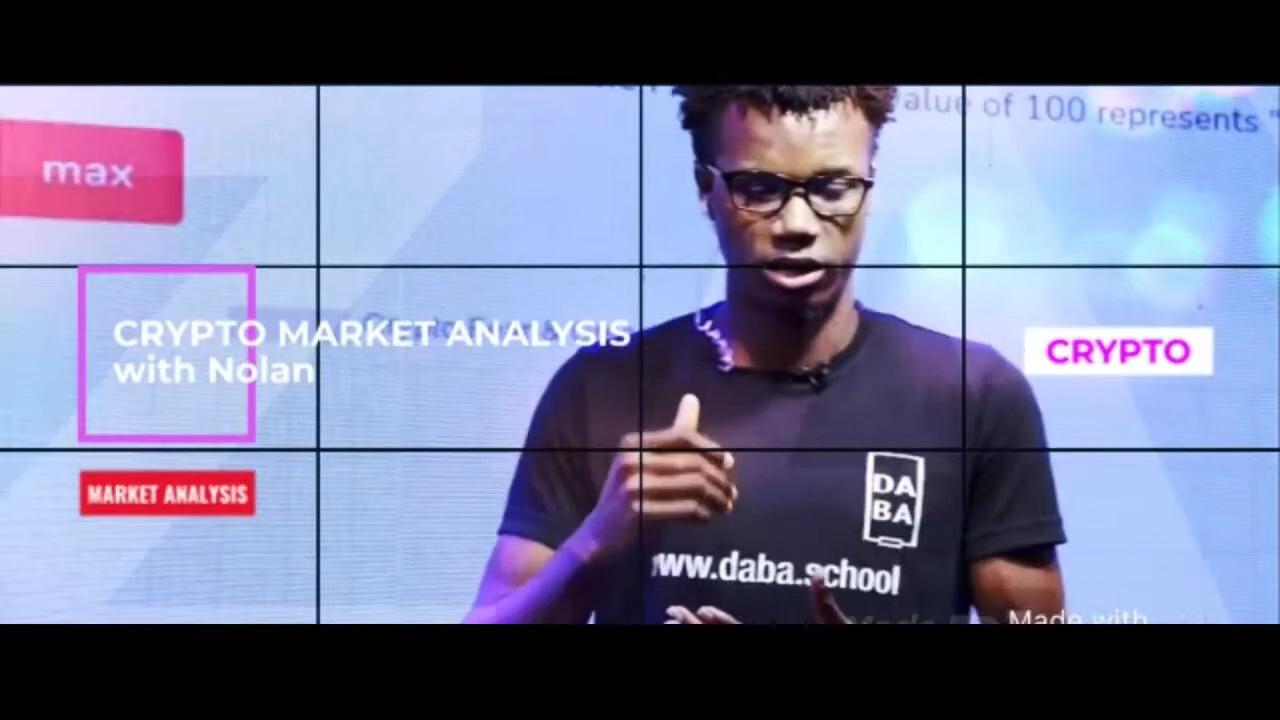 value of 100 represents "
max
CRYPTO MARKET ANALYSIS
with Nolan
CRYPTO
MARKET ANALYSIS
DA
BA
www.daba.school
Made with